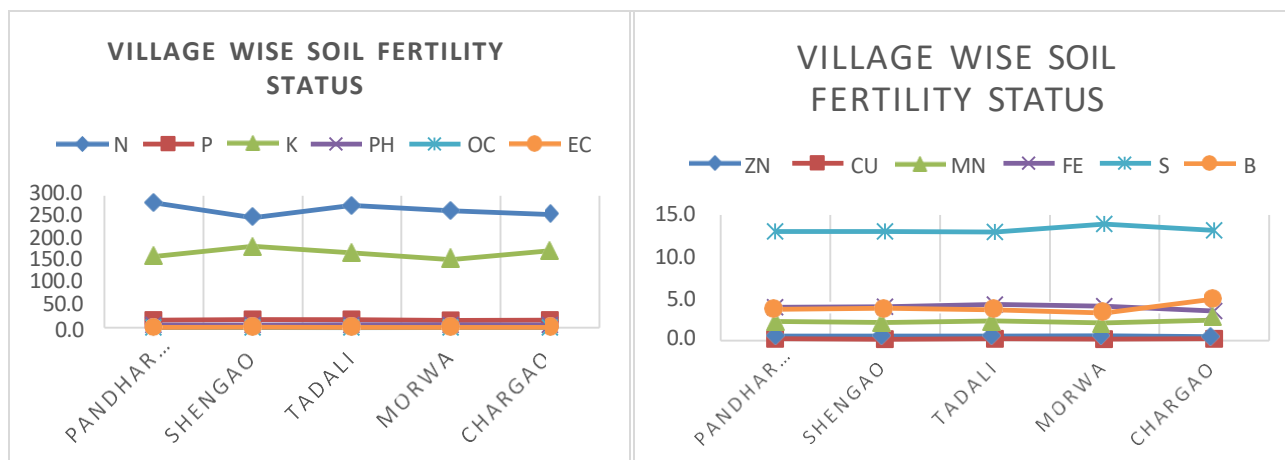 VILLAGE WISE SOIL FERTILITY
STATUS
N P K PH OC EC
300.0
250.0
200.0
150.0
100.0
50.0
0.0
PANDHAR...
SHENGAO
TADALI
MORWA
CHARGAO
VILLAGE WISE SOIL
FERTILITY STATUS
ZN CU MN FE S B
15.0
10.0
5.0
0.0
PANDHAR...
SHENGAO
TADALI
MORWA
CHARGAO